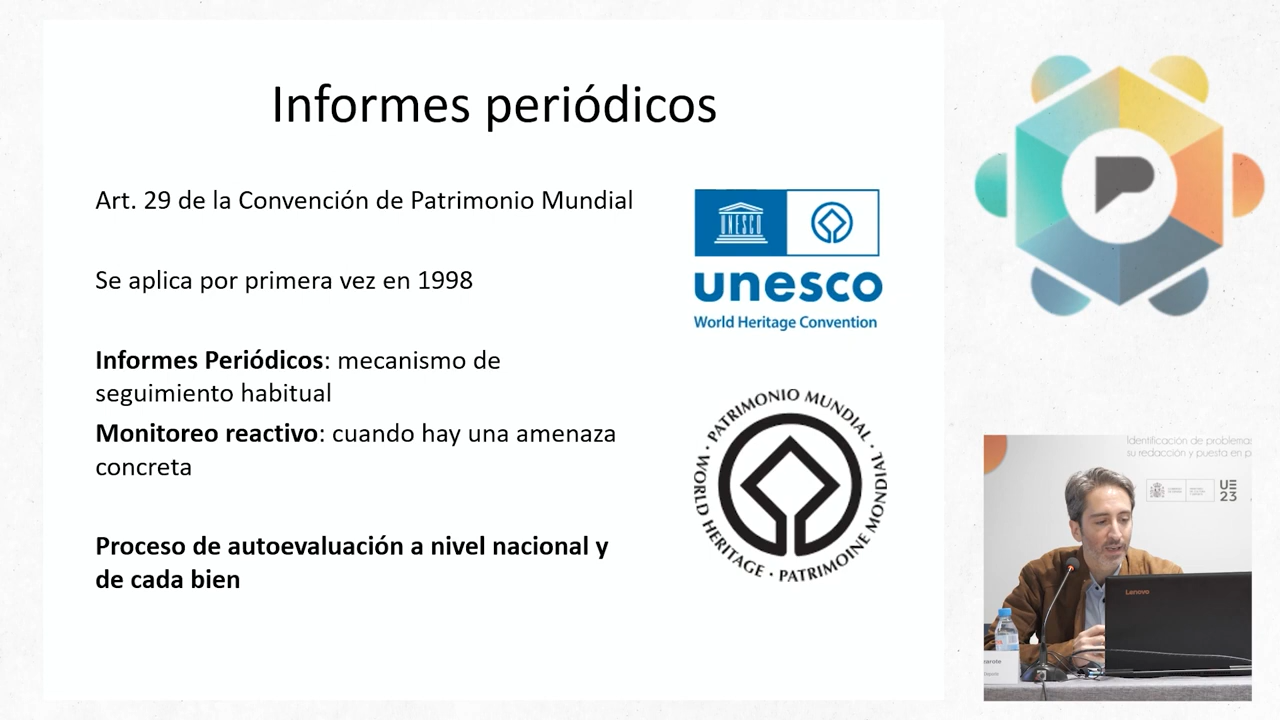 Informes periódicos
Art. 29 de la Convención de Patrimonio Mundial
Se aplica por primera vez en 1998
Informes Periódicos: mecanismo de
seguimiento habitual
Monitoreo reactivo: cuando hay una amenaza
concreta
Proceso de autoevaluación a nivel nacional y
de cada bien
UNESCO
unesco
World Heritage Convention
· PATRIMONIO MUNDIAL · WORLD HERITAGE · PATRIMOINE MONDIAL
Identificación de problemas
su redacción y puesta en p
UE
23
Lenovo
zarote